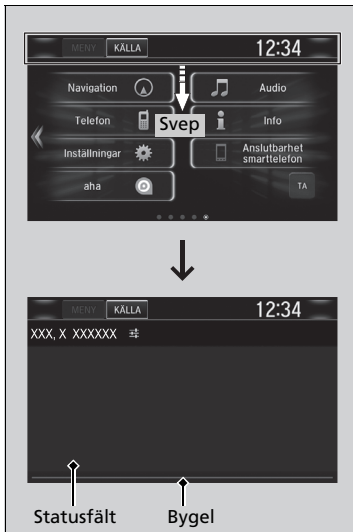 MENY KÄLLA 12:34
Navigation Audio
Telefon Svep Info
Inställningar Anslutbarhet
smarttelefon
aha TA
MENY KÄLLA 12:34
XXX, X XXXXXX
Statusfält Bygel